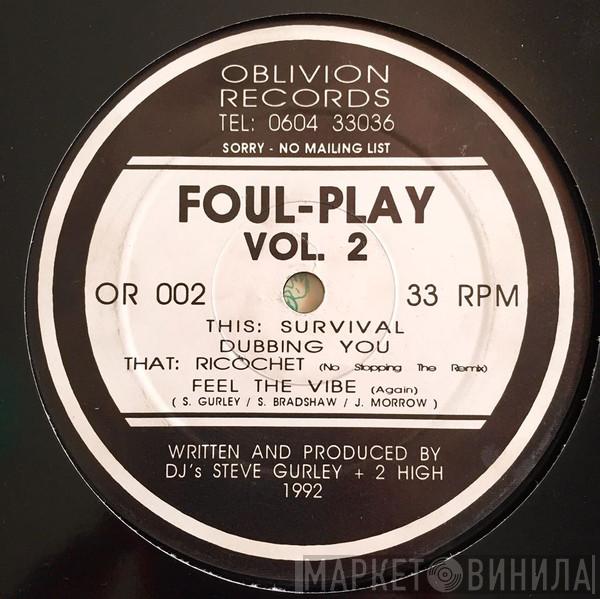 OBLIVION
RECORDS
TEL: 0604 33036
SORRY - NO MAILING LIST
FOUL-PLAY
VOL. 2
OR 002 33 RPM
THIS: SURVIVAL
DUBBING YOU
THAT: RICOCHET (No Stopping The Remix)
FEEL THE VIBE (Again)
( S. GURLEY / S. BRADSHAW / J. MORROW )
WRITTEN AND PRODUCED BY
DJ's STEVE GURLEY + 2 HIGH
1992
МАРКЕТ ВИНИЛА